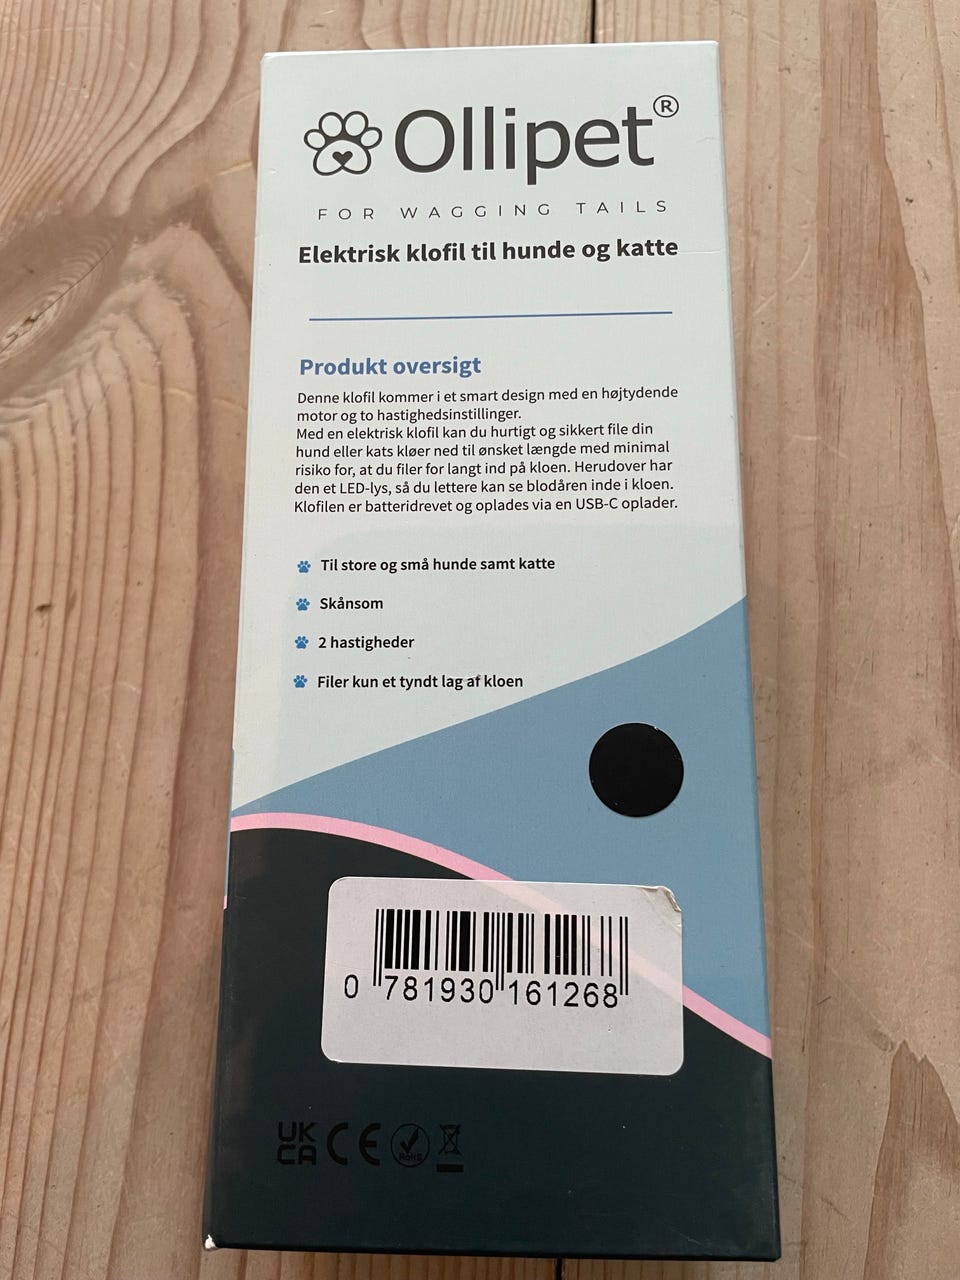 Ollipet®
FOR WAGGING TAILS
Elektrisk klofil til hunde og katte
Produkt oversigt
Denne klofil kommer i et smart design med en højtydende
motor og to hastighedsinstillinger.
Med en elektrisk klofil kan du hurtigt og sikkert file din
hund eller kats kløer ned til ønsket længde med minimal
risiko for, at du filer for langt ind på kloen. Herudover har
den et LED-lys, så du lettere kan se blodåren inde i kloen.
Klofilen er batteridrevet og oplades via en USB-C oplader.
Til store og små hunde samt katte
Skånsom
2 hastigheder
Filer kun et tyndt lag af kloen
0 781930 161268
UK
CA CE RoHS